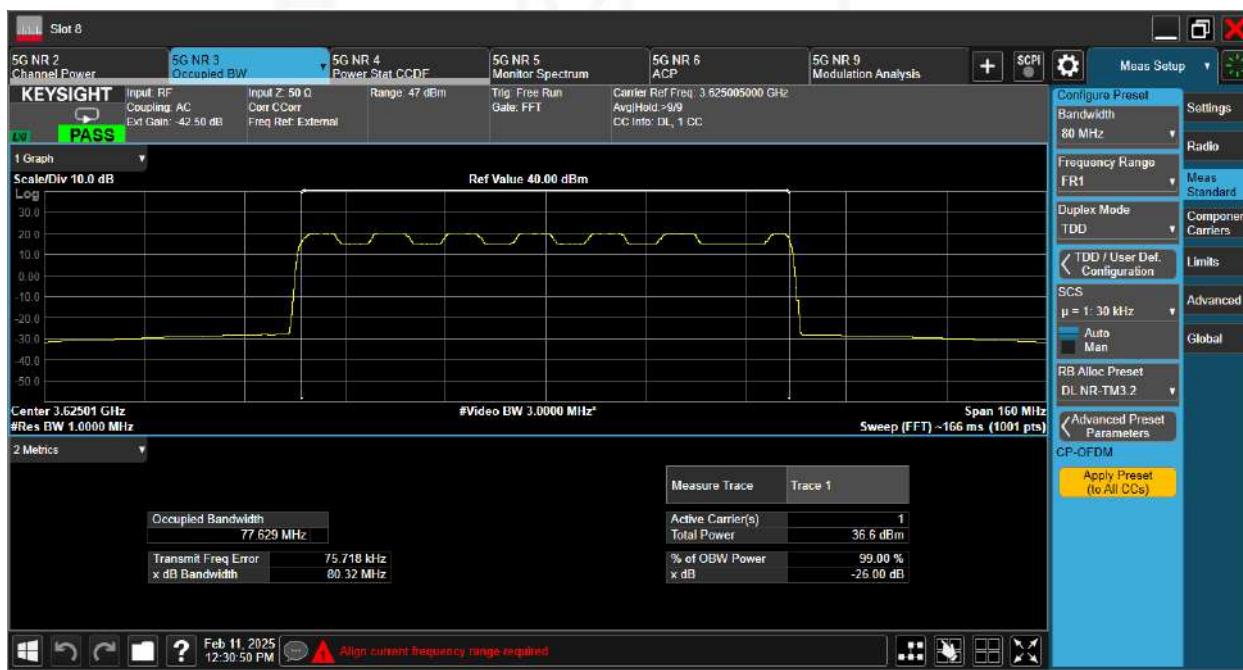 Slot 8
5G NR 2
Channel Power
5G NR 3
Occupied BW
5G NR 4
Power Stat CCDF
5G NR 5
Monitor Spectrum
5G NR 6
ACP
5G NR 9
Modulation Analysis
SCPI
Meas Setup
KEYSIGHT
LXI
PASS
Input: RF
Coupling: AC
Ext Gain: -42.50 dB
Input Z: 50 Ω
Corr CCorr
Freq Ref: External
Range: 47 dBm
Trig: Free Run
Gate: FFT
Carrier Ref Freq: 3.625005000 GHz
Avg|Hold:>9/9
CC Info: DL, 1 CC
1 Graph
Scale/Div 10.0 dB
Ref Value 40.00 dBm
Log
30.0
20.0
10.0
0.00
-10.0
-20.0
-30.0
-40.0
-50.0
Center 3.62501 GHz
#Video BW 3.0000 MHz*
Span 160 MHz
#Res BW 1.0000 MHz
Sweep (FFT) ~166 ms (1001 pts)
2 Metrics
Measure Trace Trace 1
Occupied Bandwidth
77.629 MHz
Active Carrier(s) 1
Total Power 36.6 dBm
Transmit Freq Error 75.718 kHz
x dB Bandwidth 80.32 MHz
% of OBW Power 99.00 %
x dB -26.00 dB
Configure Preset
Bandwidth
80 MHz
Frequency Range
FR1
Duplex Mode
TDD
TDD / User Def.
Configuration
SCS
μ = 1: 30 kHz
Auto
Man
RB Alloc Preset
DL NR-TM3.2
Advanced Preset
Parameters
CP-OFDM
Apply Preset
(to All CCs)
Settings
Radio
Meas
Standard
Componen
Carriers
Limits
Advanced
Global
?
Feb 11, 2025
12:30:50 PM
Align current frequency range required